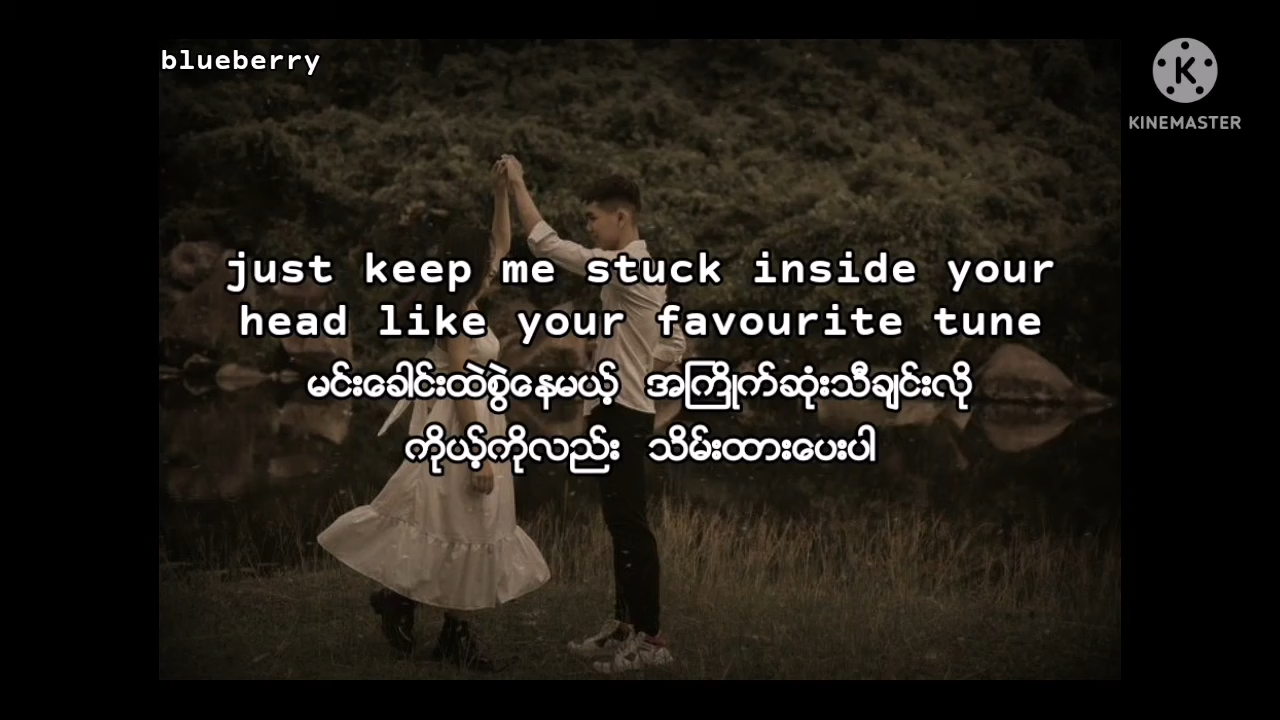 blueberry
KINEMASTER
just keep me stuck inside your
head like your favourite tune
မင်းခေါင်းထဲစွဲနေမယ့် အကြိုက်ဆုံးသီချင်းလို
ကိုယ့်ကိုလည်း သိမ်းထားပေးပါ